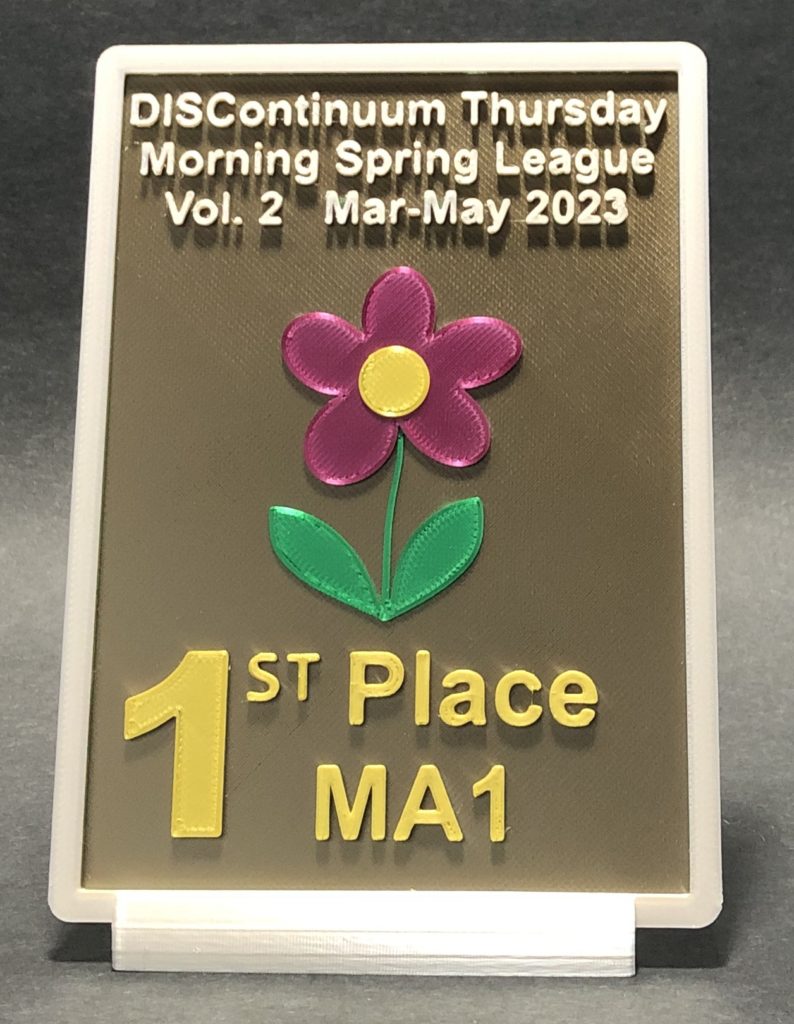 DISContinuum Thursday
Morning Spring League
Vol. 2 Mar-May 2023
1ST Place
MA1